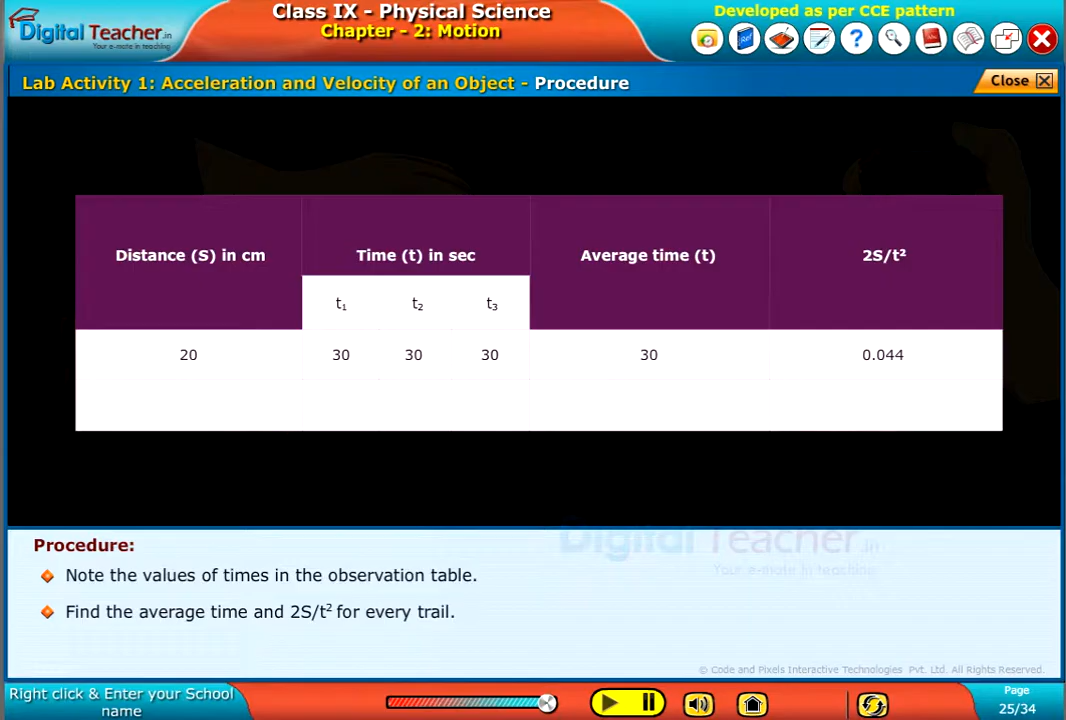 Digital Teacher.in
Your e-mate in teaching
Class IX - Physical Science
Chapter - 2: Motion
Developed as per CCE pattern
Ref
?
Lab Activity 1: Acceleration and Velocity of an Object - Procedure
Close
Distance (S) in cm Time (t) in sec Average time (t) 2S/t²
t₁ t₂ t₃
20 30 30 30 30 0.044
Digital Teacher.in
Your e-mate in teaching
Procedure:
Note the values of times in the observation table.
Find the average time and 2S/t² for every trail.
© Code and Pixels Interactive Technologies Pvt. Ltd. All Rights Reserved.
Right click & Enter your School
name
Page
25/34